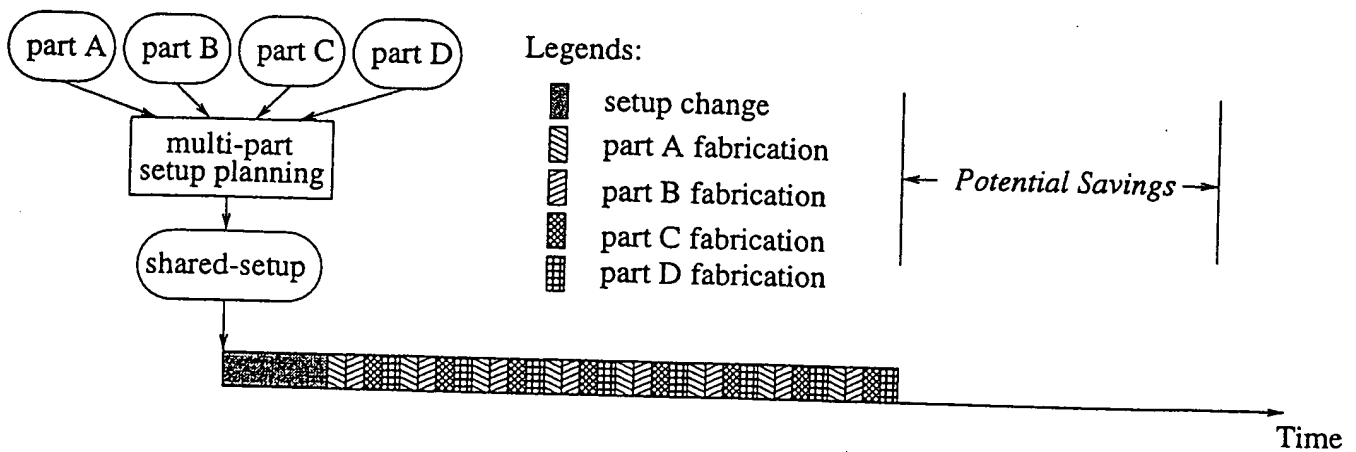 part A
part B
part C
part D
multi-part
setup planning
shared-setup
Legends:
setup change
part A fabrication
part B fabrication
part C fabrication
part D fabrication
Potential Savings
Time